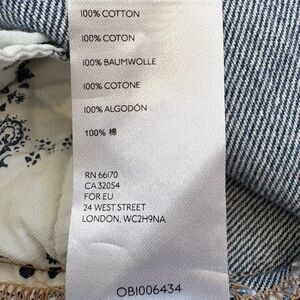 100% COTTON
100% COTON
100% BAUMWOLLE
100% COTONE
100% ALGODÓN
100% 棉
RN 66170
CA 32054
FOR EU
24 WEST STREET
LONDON, WC2H9NA
OB1006434